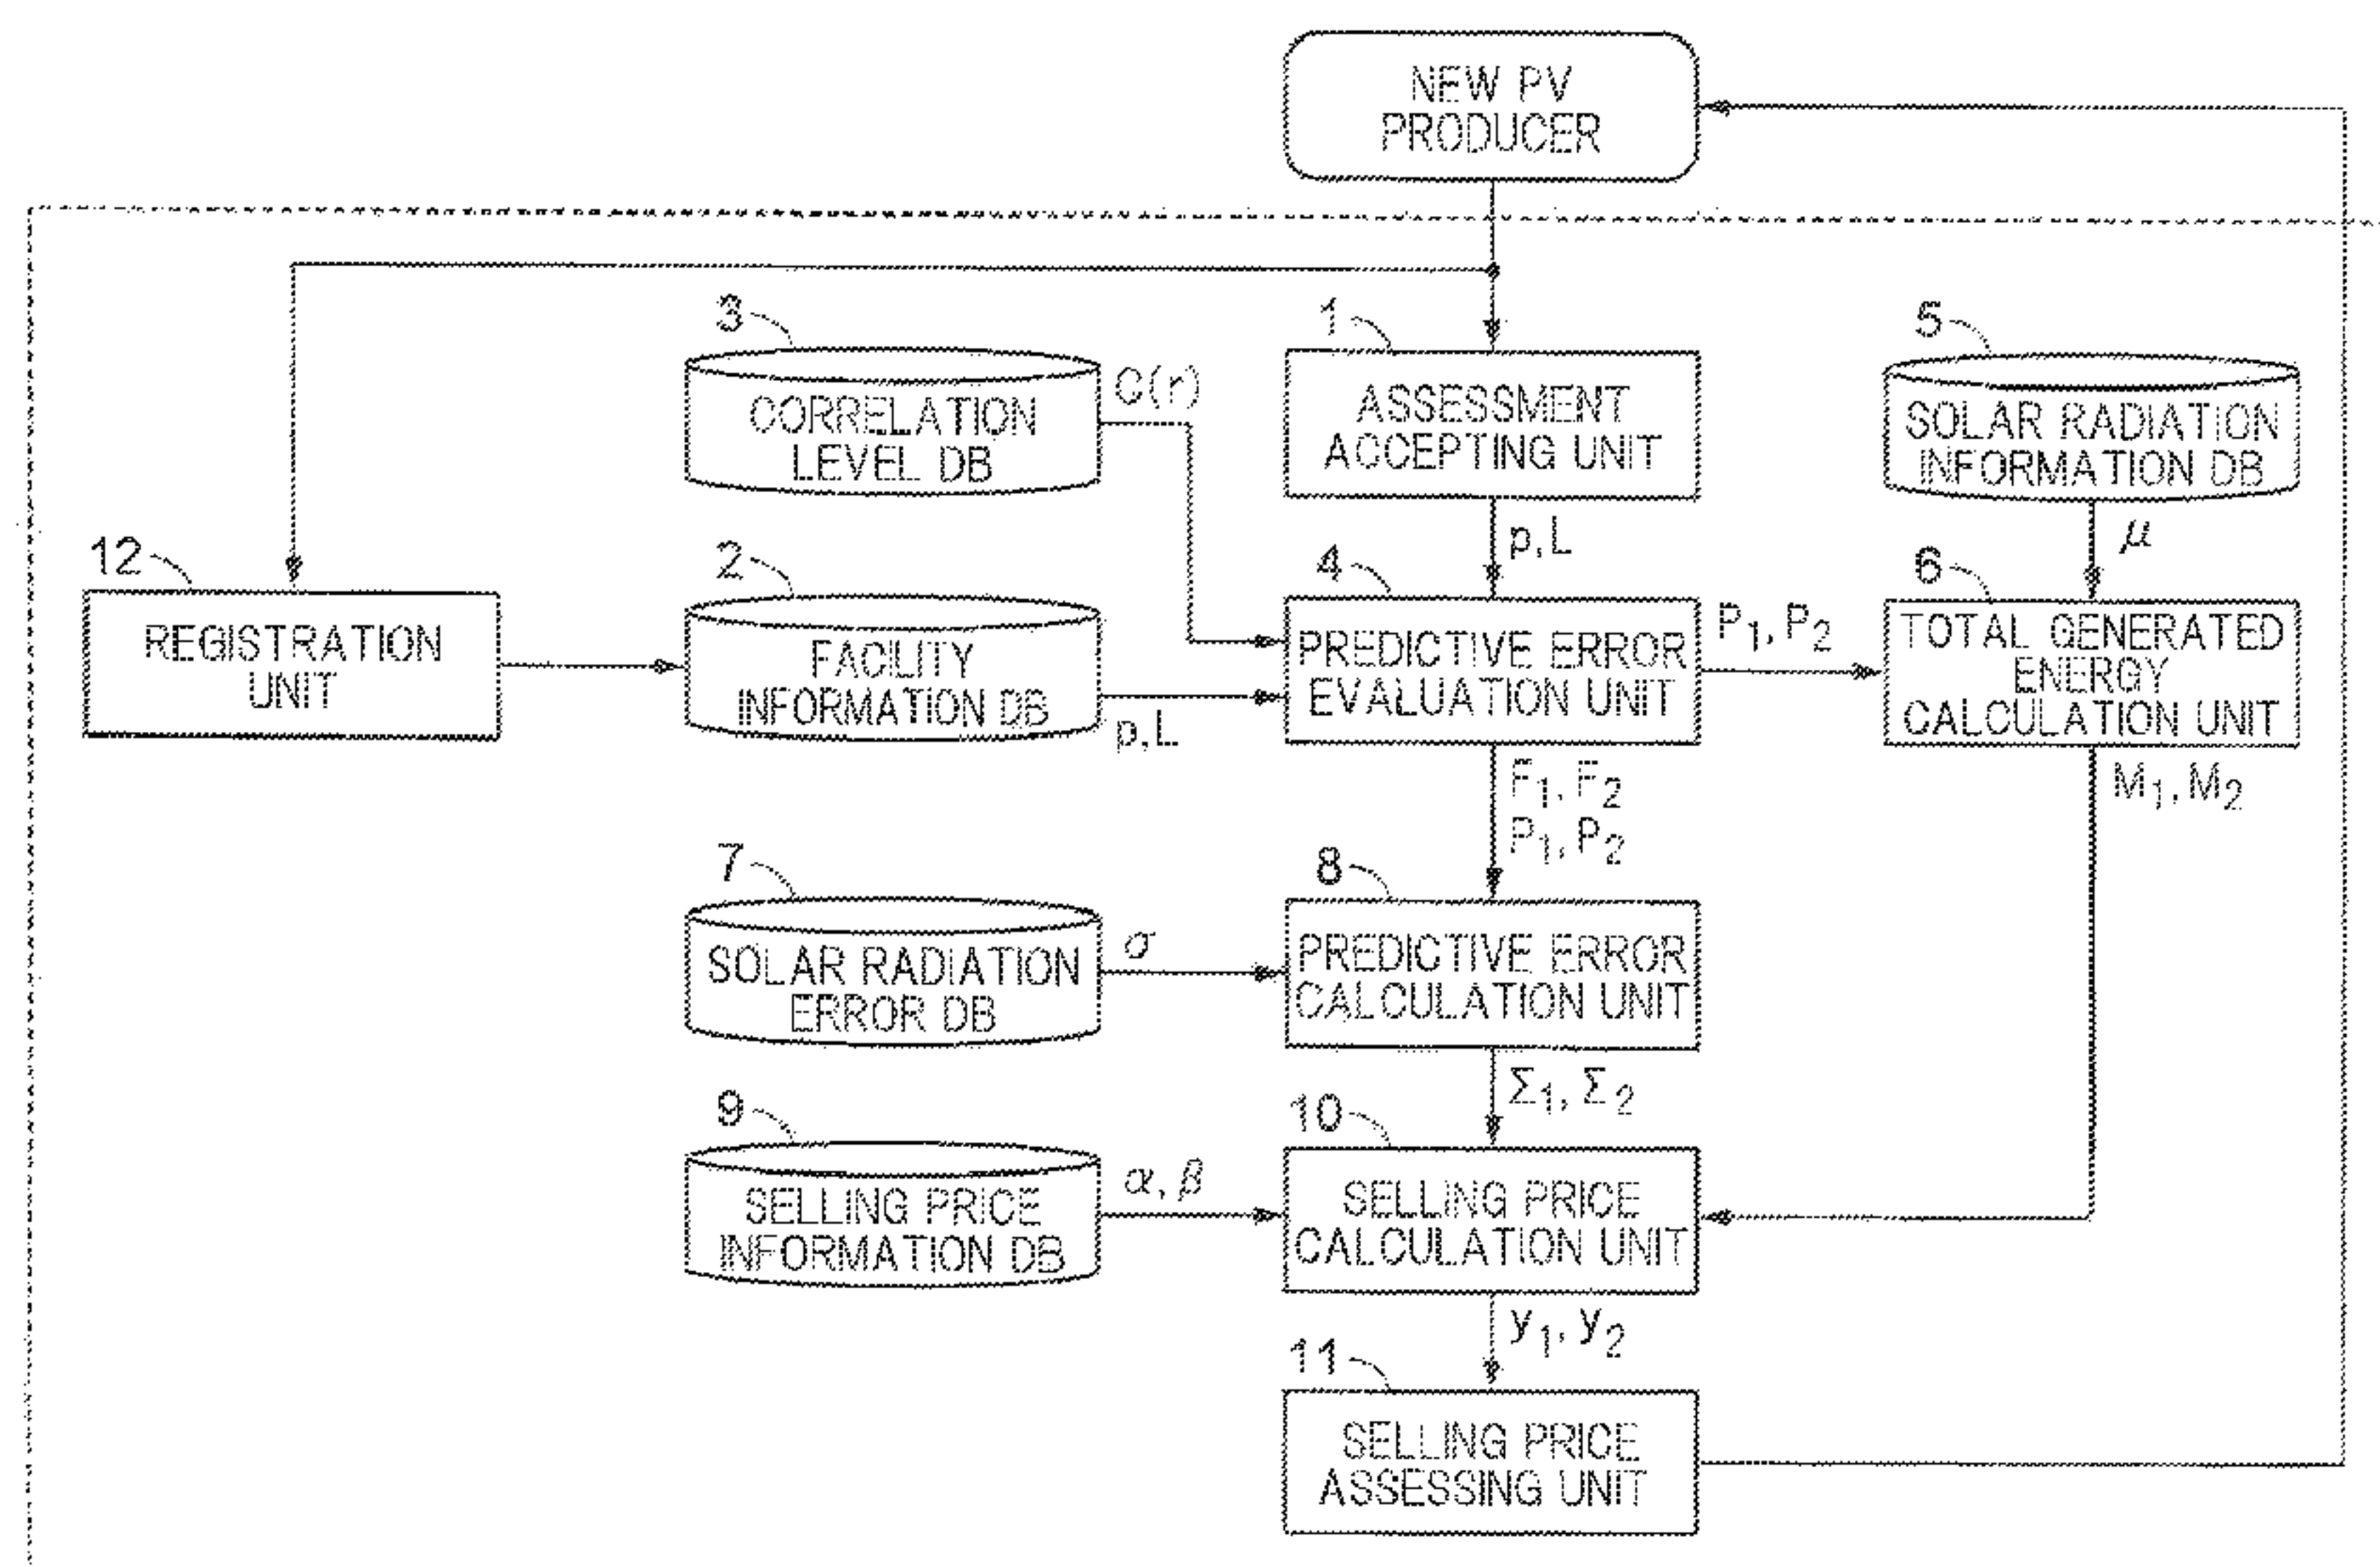 NEW PV
PRODUCER
3
C(r)
CORRELATION
LEVEL DB
1
ASSESSMENT
ACCEPTING UNIT
5
SOLAR RADIATION
INFORMATION DB
p, L
μ
12
REGISTRATION
UNIT
2
FACILITY
INFORMATION DB
p, L
4
PREDICTIVE ERROR
EVALUATION UNIT
P1, P2
6
TOTAL GENERATED
ENERGY
CALCULATION UNIT
F1, F2
P1, P2
M1, M2
7
SOLAR RADIATION
ERROR DB
σ
8
PREDICTIVE ERROR
CALCULATION UNIT
Σ1, Σ2
9
SELLING PRICE
INFORMATION DB
α, β
10
SELLING PRICE
CALCULATION UNIT
y1, y2
11
SELLING PRICE
ASSESSING UNIT